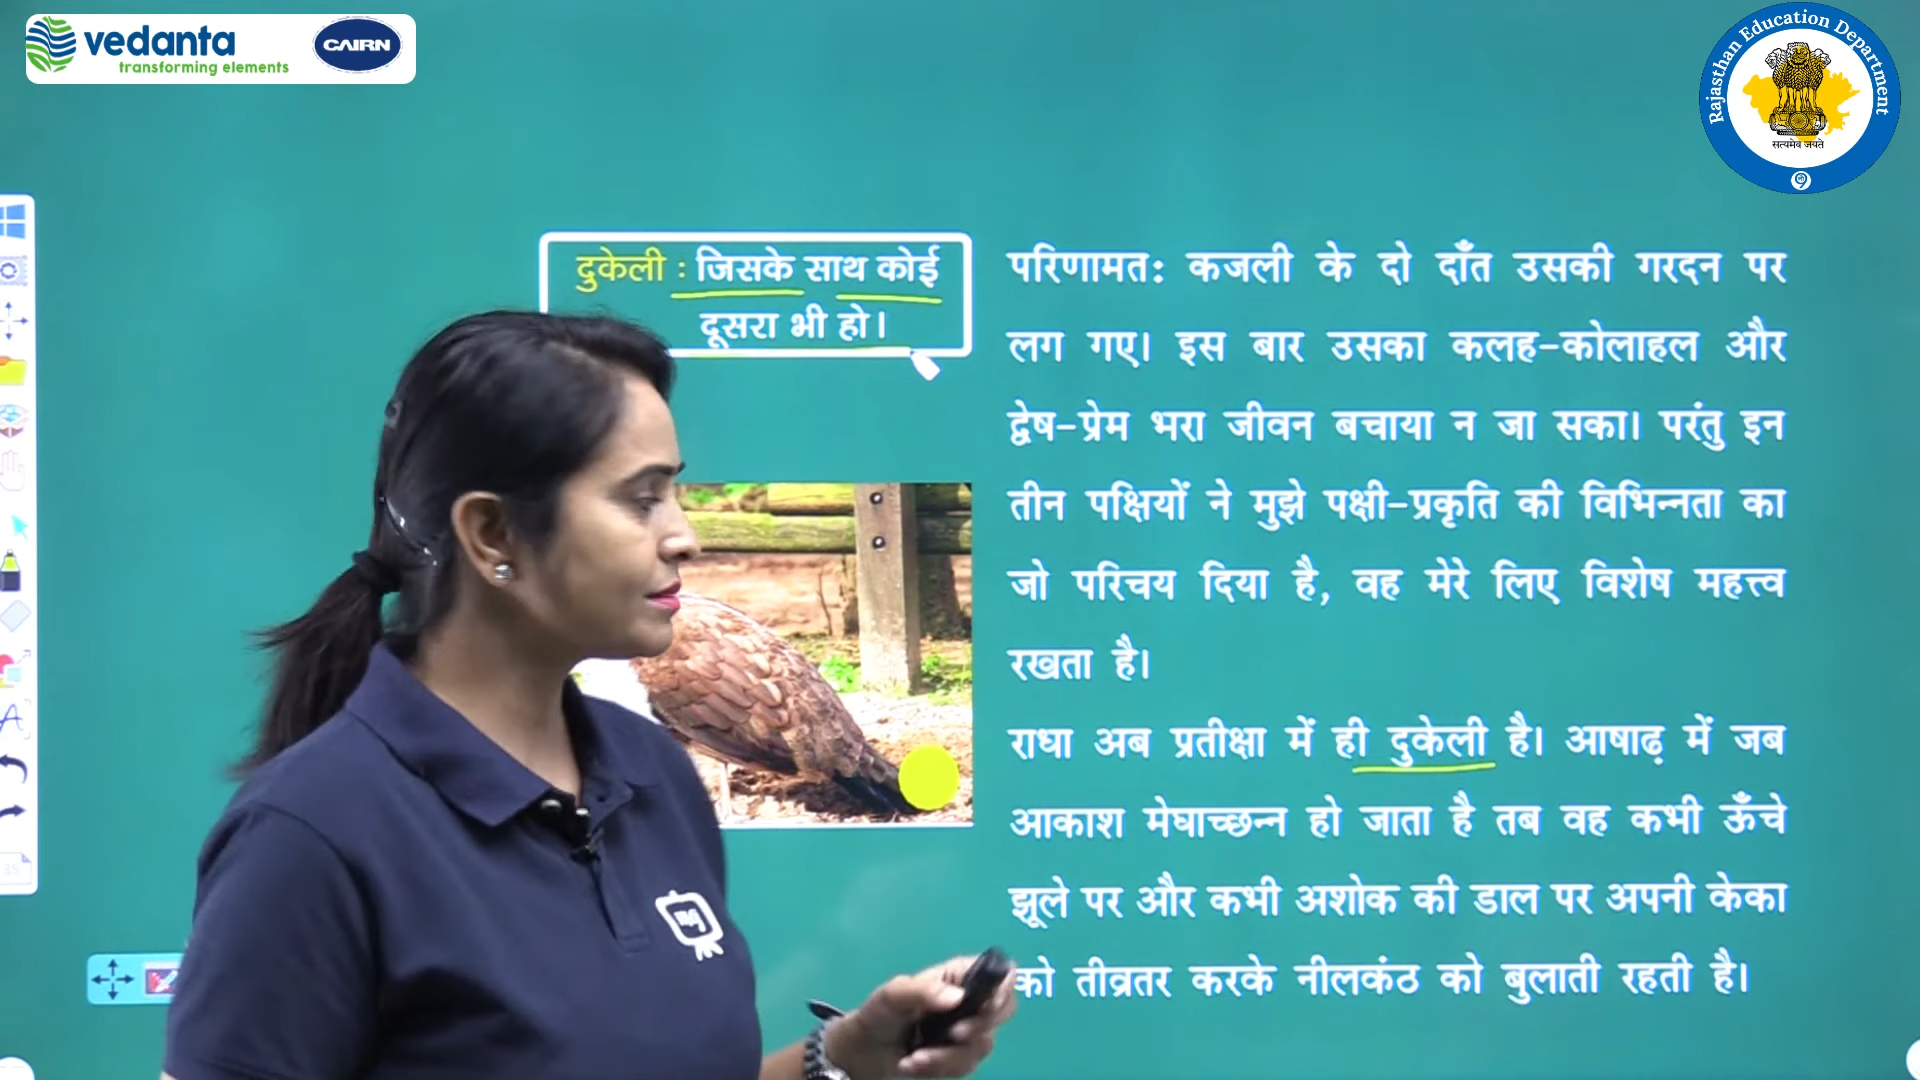 vedanta
transforming elements
CAIRN
Rajasthan Education Department
सत्यमेव जयते
दुकेली : जिसके साथ कोई
दूसरा भी हो।
परिणामत: कजली के दो दाँत उसकी गरदन पर
लग गए। इस बार उसका कलह-कोलाहल और
द्वेष-प्रेम भरा जीवन बचाया न जा सका। परंतु इन
तीन पक्षियों ने मुझे पक्षी-प्रकृति की विभिन्नता का
जो परिचय दिया है, वह मेरे लिए विशेष महत्त्व
रखता है।
राधा अब प्रतीक्षा में ही दुकेली है। आषाढ़ में जब
आकाश मेघाच्छन्न हो जाता है तब वह कभी ऊँचे
झूले पर और कभी अशोक की डाल पर अपनी केका
को तीव्रतर करके नीलकंठ को बुलाती रहती है।